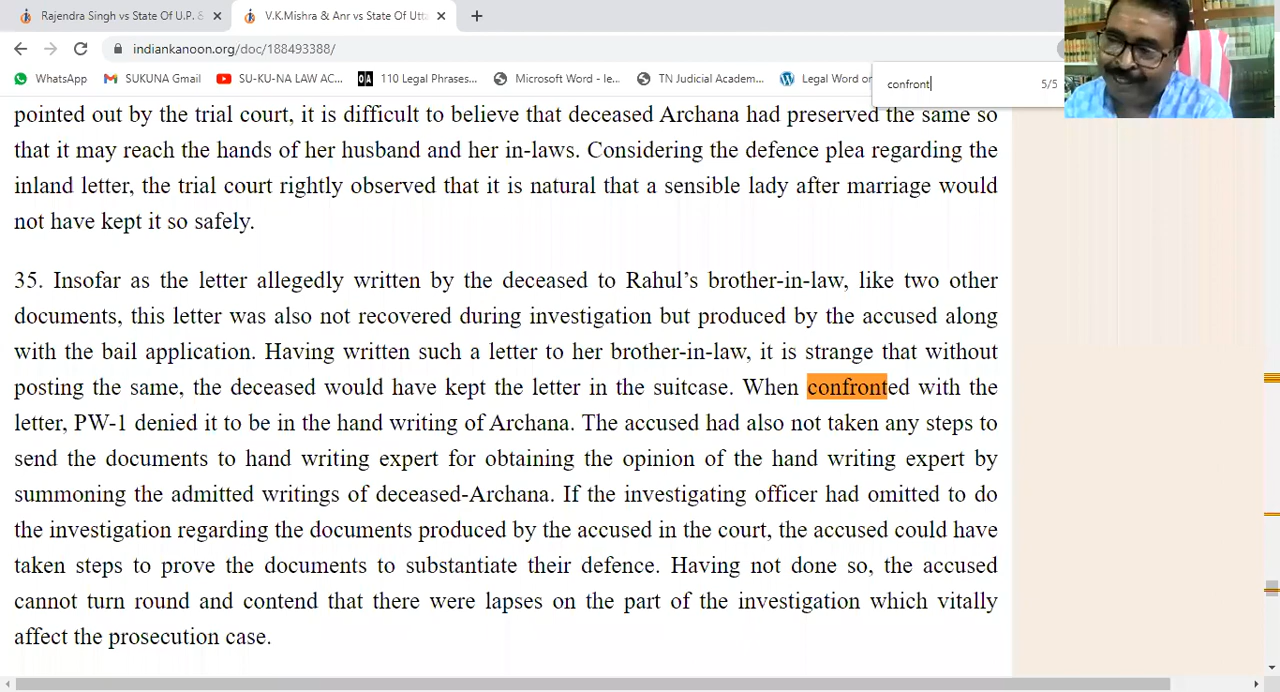 Rajendra Singh vs State Of U.P. &
V.K.Mishra & Anr vs State Of Utta
indiankanoon.org/doc/188493388/
WhatsApp
SUKUNA Gmail
SU-KU-NA LAW AC...
110 Legal Phrases...
Microsoft Word - le...
TN Judicial Academ...
Legal Word or
confront
5/5
pointed out by the trial court, it is difficult to believe that deceased Archana had preserved the same so
that it may reach the hands of her husband and her in-laws. Considering the defence plea regarding the
inland letter, the trial court rightly observed that it is natural that a sensible lady after marriage would
not have kept it so safely.
35. Insofar as the letter allegedly written by the deceased to Rahul’s brother-in-law, like two other
documents, this letter was also not recovered during investigation but produced by the accused along
with the bail application. Having written such a letter to her brother-in-law, it is strange that without
posting the same, the deceased would have kept the letter in the suitcase. When confronted with the
letter, PW-1 denied it to be in the hand writing of Archana. The accused had also not taken any steps to
send the documents to hand writing expert for obtaining the opinion of the hand writing expert by
summoning the admitted writings of deceased-Archana. If the investigating officer had omitted to do
the investigation regarding the documents produced by the accused in the court, the accused could have
taken steps to prove the documents to substantiate their defence. Having not done so, the accused
cannot turn round and contend that there were lapses on the part of the investigation which vitally
affect the prosecution case.